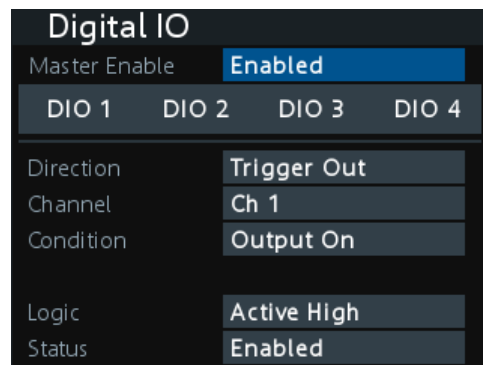 Digital IO
Master Enable Enabled
DIO 1 DIO 2 DIO 3 DIO 4
Direction Trigger Out
Channel Ch 1
Condition Output On
Logic Active High
Status Enabled